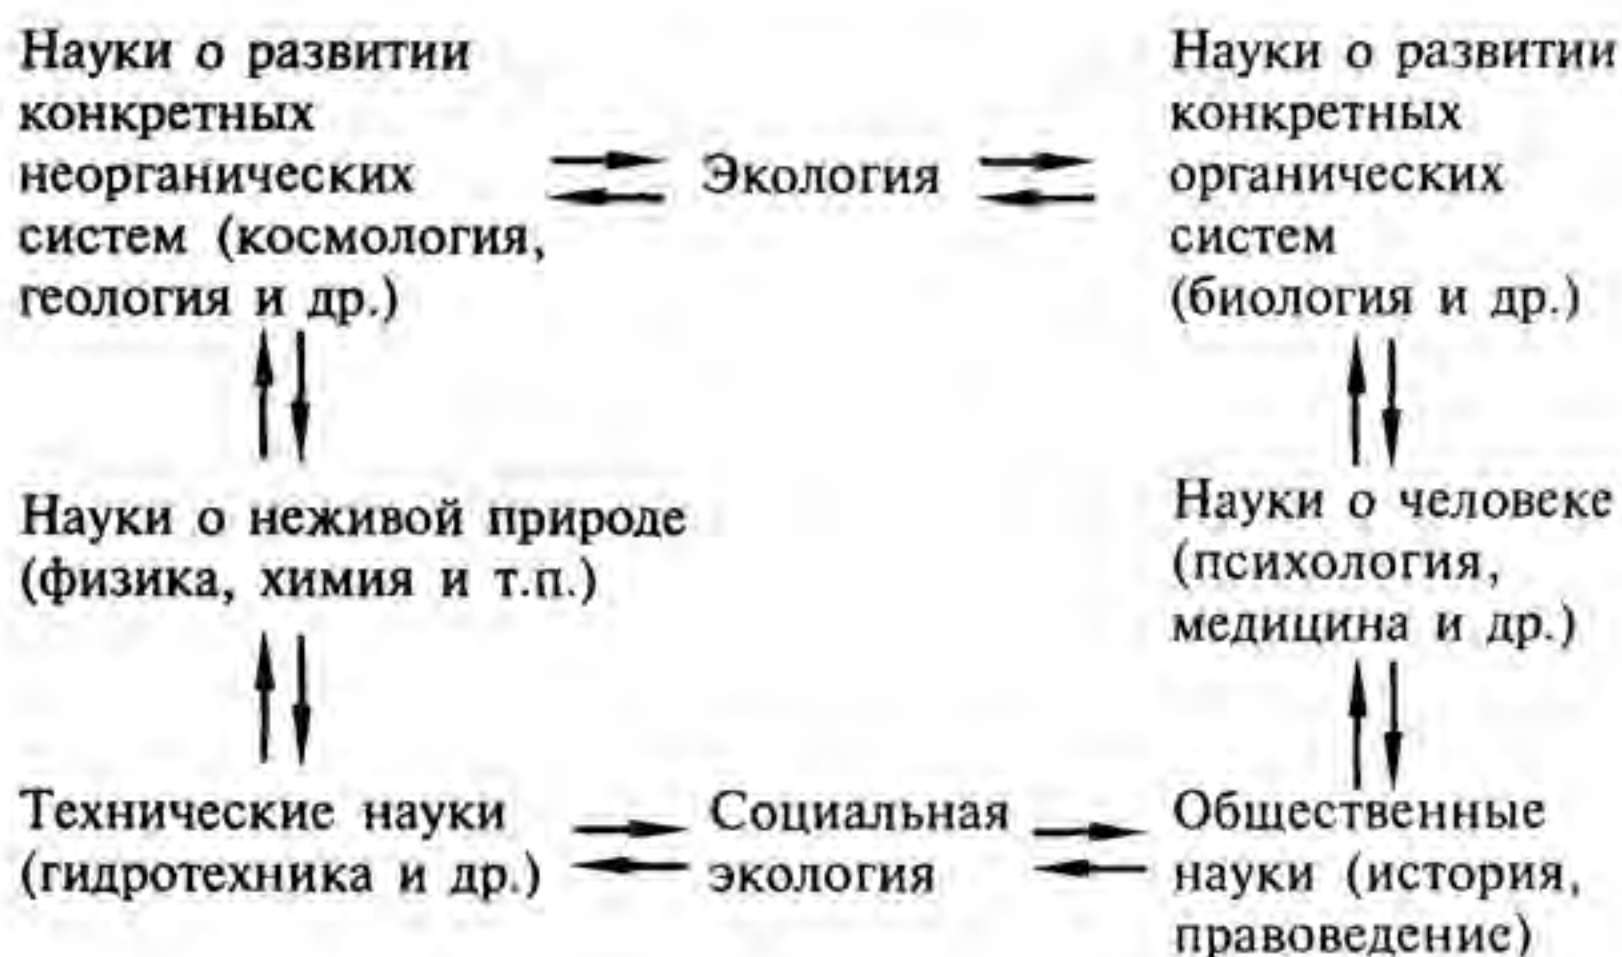 Науки о развитии
конкретных
неорганических
систем (космология,
геология и др.)
Экология
Науки о развитии
конкретных
органических
систем
(биология и др.)
Науки о неживой природе
(физика, химия и т.п.)
Науки о человеке
(психология,
медицина и др.)
Технические науки
(гидротехника и др.)
Социальная
экология
Общественные
науки (история,
правоведение)